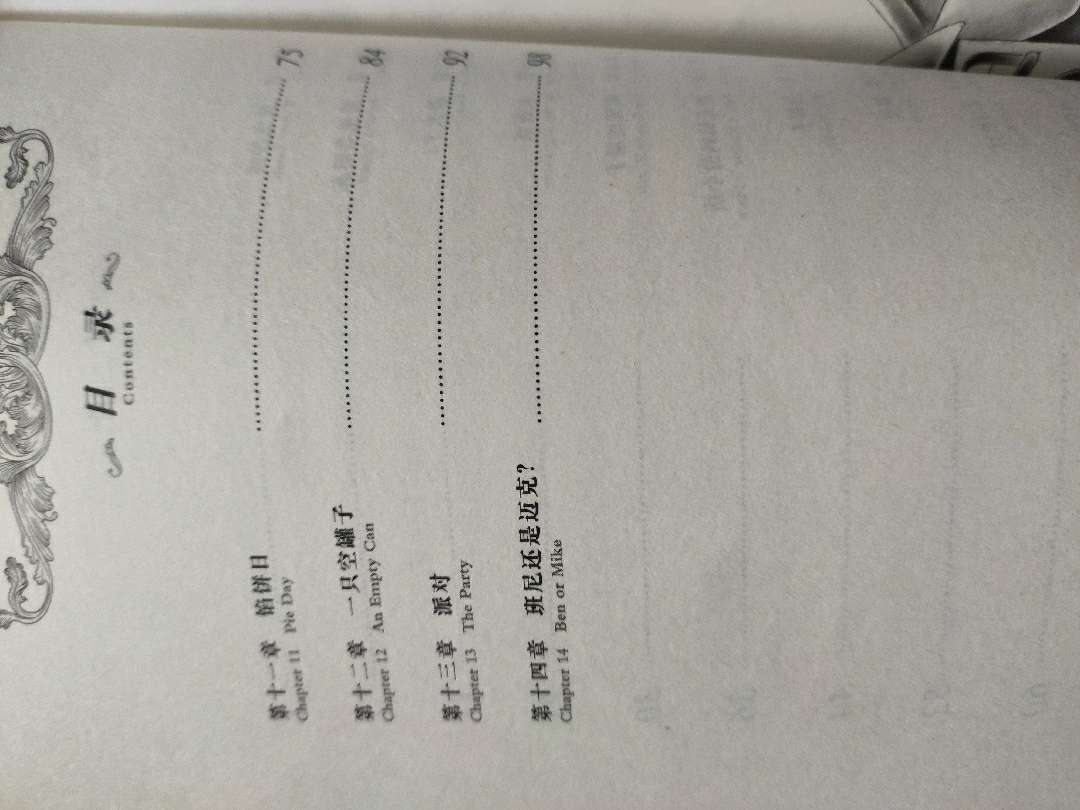 目 录
Contents
第十一章 馅饼日 75
Chapter 11 Pie Day
第十二章 一只空罐子 84
Chapter 12 An Empty Can
第十三章 派对 92
Chapter 13 The Party
第十四章 班尼还是迈克? 98
Chapter 14 Ben or Mike